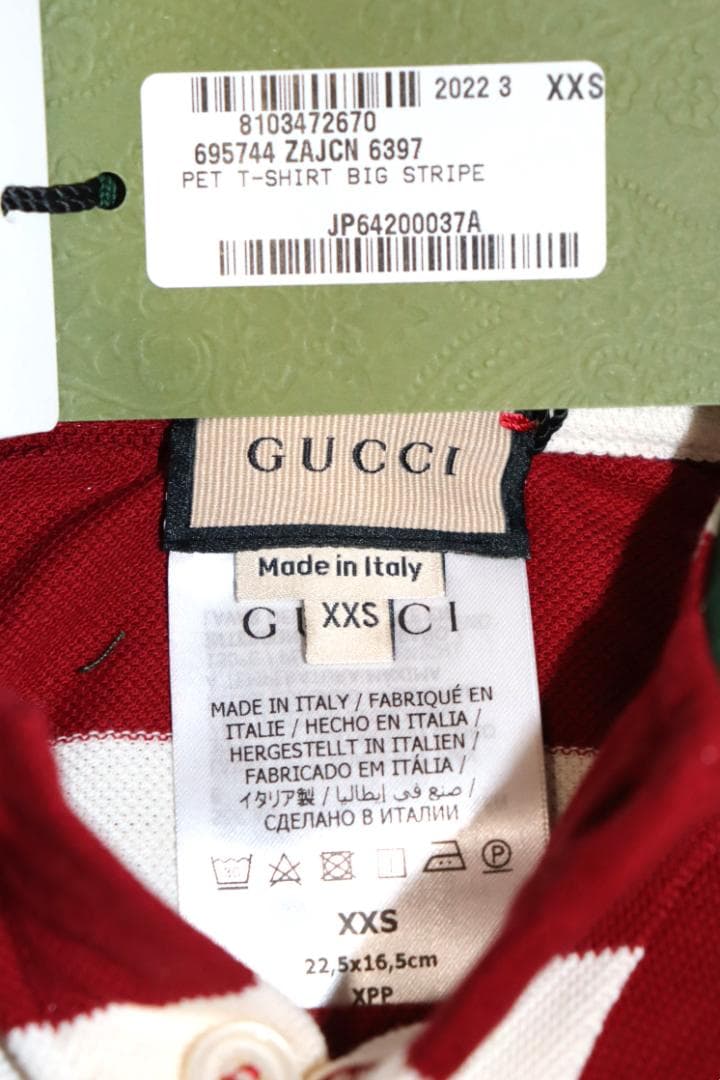 2022 3 XXS
8103472670
695744 ZAJCN 6397
PET T-SHIRT BIG STRIPE
JP64200037A
GUCCI
Made in Italy
XXS
MADE IN ITALY / FABRIQUÉ EN
ITALIE / HECHO EN ITALIA /
HERGESTELLT IN ITALIEN /
FABRICADO EM ITÁLIA /
イタリア製 / صنع في إيطاليا /
СДЕЛАНО В ИТАЛИИ
30
P
XXS
22,5x16,5cm
XPP